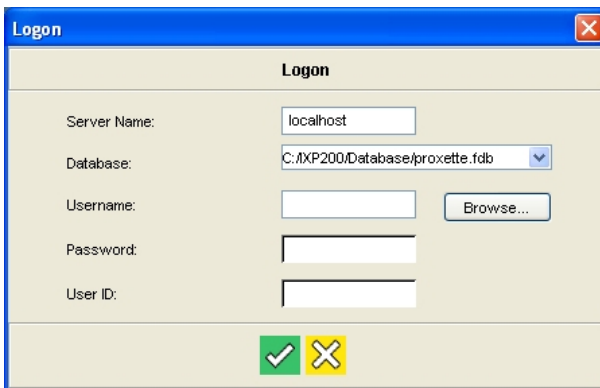 Logon
Logon
Server Name:
localhost
Database:
C:/IXP200/Database/proxette.fdb
Username:
Browse...
Password:
User ID: